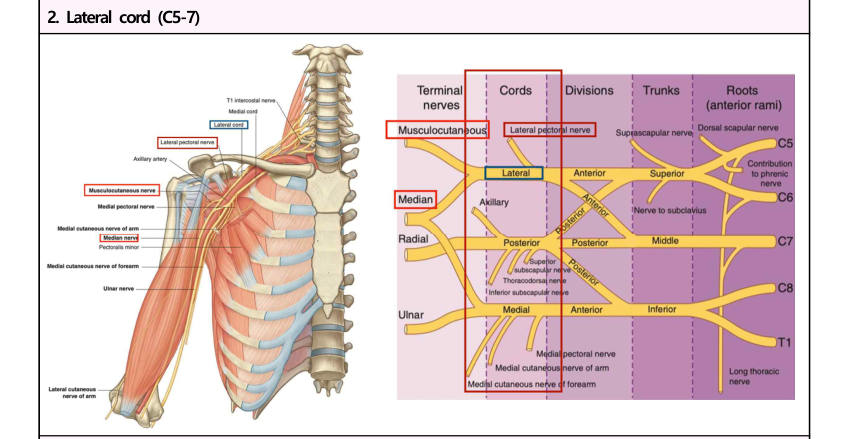 2. Lateral cord (C5-7)
T1 intercostal nerve
Medial cord
Lateral cord
Lateral pectoral nerve
Axillary artery
Musculocutaneous nerve
Medial pectoral nerve
Medial cutaneous nerve of arm
Median nerve
Pectoralis minor
Medial cutaneous nerve of forearm
Ulnar nerve
Lateral cutaneous
nerve of arm
Terminal
nerves
Cords
Divisions
Trunks
Roots
(anterior rami)
Musculocutaneous
Lateral pectoral nerve
Suprascapular nerve
Dorsal scapular nerve
C5
Contribution
to phrenic
nerve
Lateral
Anterior
Superior
C6
Median
Axillary
Anterior
Posterior
Nerve to subclavius
Radial
Posterior
Posterior
Middle
C7
Superior
subscapular nerve
Thoracodorsal nerve
Inferior subscapular nerve
Posterior
C8
Ulnar
Medial
Anterior
Inferior
T1
Medial pectoral nerve
Medial cutaneous nerve of arm
Medial cutaneous nerve of forearm
Long thoracic
nerve